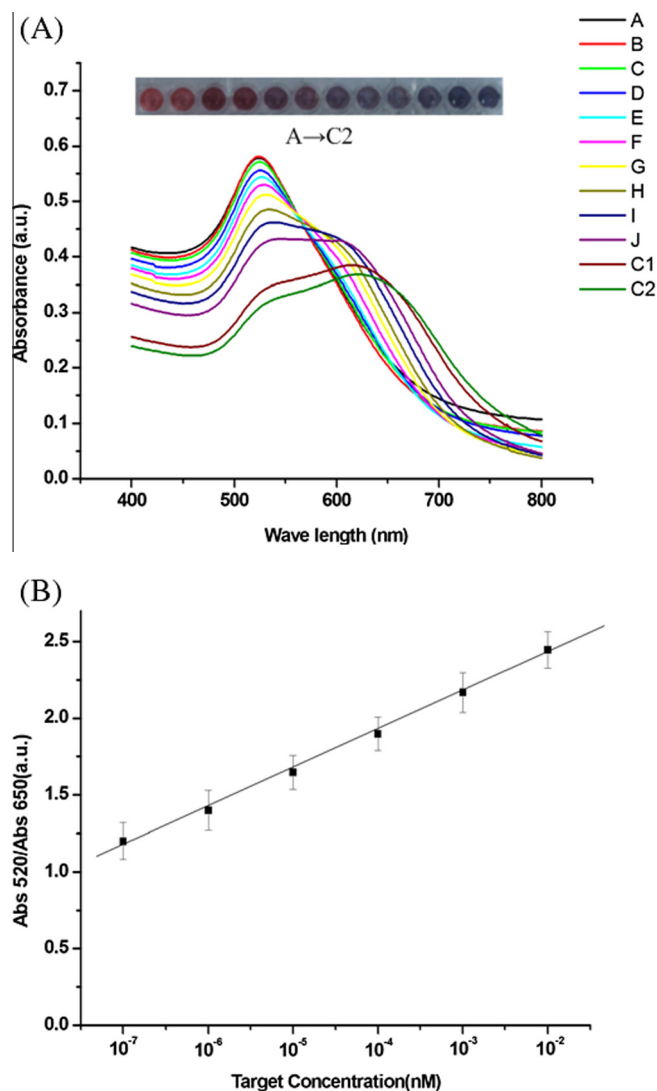 (A)
A
B
C
D
E
F
G
H
I
J
C1
C2
A→C2
0.7
0.6
0.5
0.4
0.3
0.2
0.1
0.0
Absorbance (a.u.)
400 500 600 700 800
Wave length (nm)
(B)
2.5
2.0
1.5
1.0
0.5
0.0
Abs 520/Abs 650(a.u.)
10⁻⁷ 10⁻⁶ 10⁻⁵ 10⁻⁴ 10⁻³ 10⁻²
Target Concentration(nM)